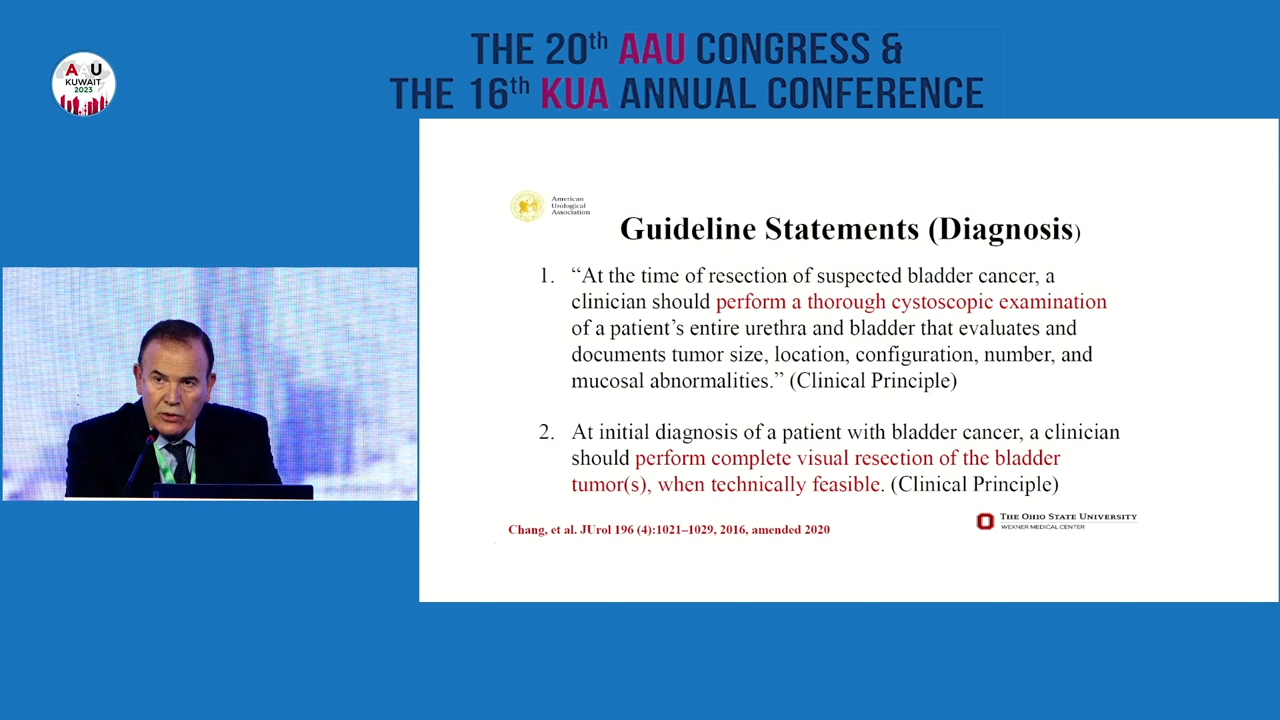 THE 20th AAU CONGRESS &
THE 16th KUA ANNUAL CONFERENCE
AAU
KUWAIT
2023
American
Urological
Association
Guideline Statements (Diagnosis)
1. “At the time of resection of suspected bladder cancer, a
clinician should perform a thorough cystoscopic examination
of a patient’s entire urethra and bladder that evaluates and
documents tumor size, location, configuration, number, and
mucosal abnormalities.” (Clinical Principle)
2. At initial diagnosis of a patient with bladder cancer, a clinician
should perform complete visual resection of the bladder
tumor(s), when technically feasible. (Clinical Principle)
Chang, et al. JUrol 196 (4):1021–1029, 2016, amended 2020
THE OHIO STATE UNIVERSITY
WEXNER MEDICAL CENTER